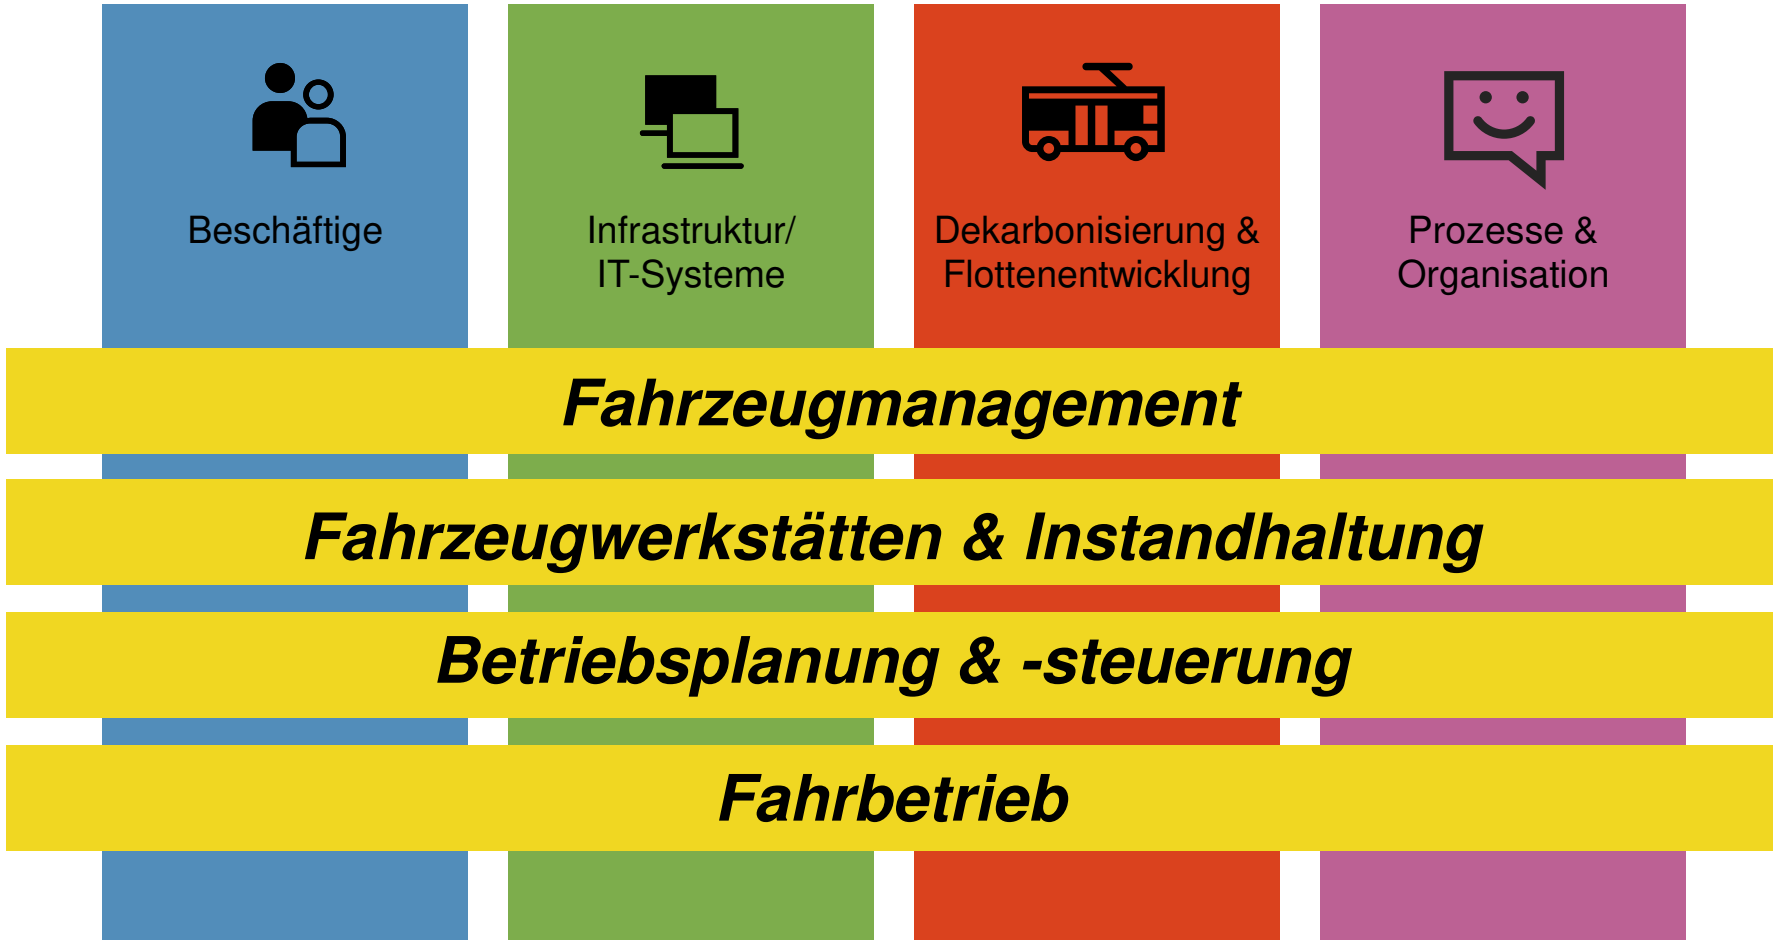 Beschäftige
Infrastruktur/
IT-Systeme
Dekarbonisierung &
Flottenentwicklung
Prozesse &
Organisation
Fahrzeugmanagement
Fahrzeugwerkstätten & Instandhaltung
Betriebsplanung & -steuerung
Fahrbetrieb